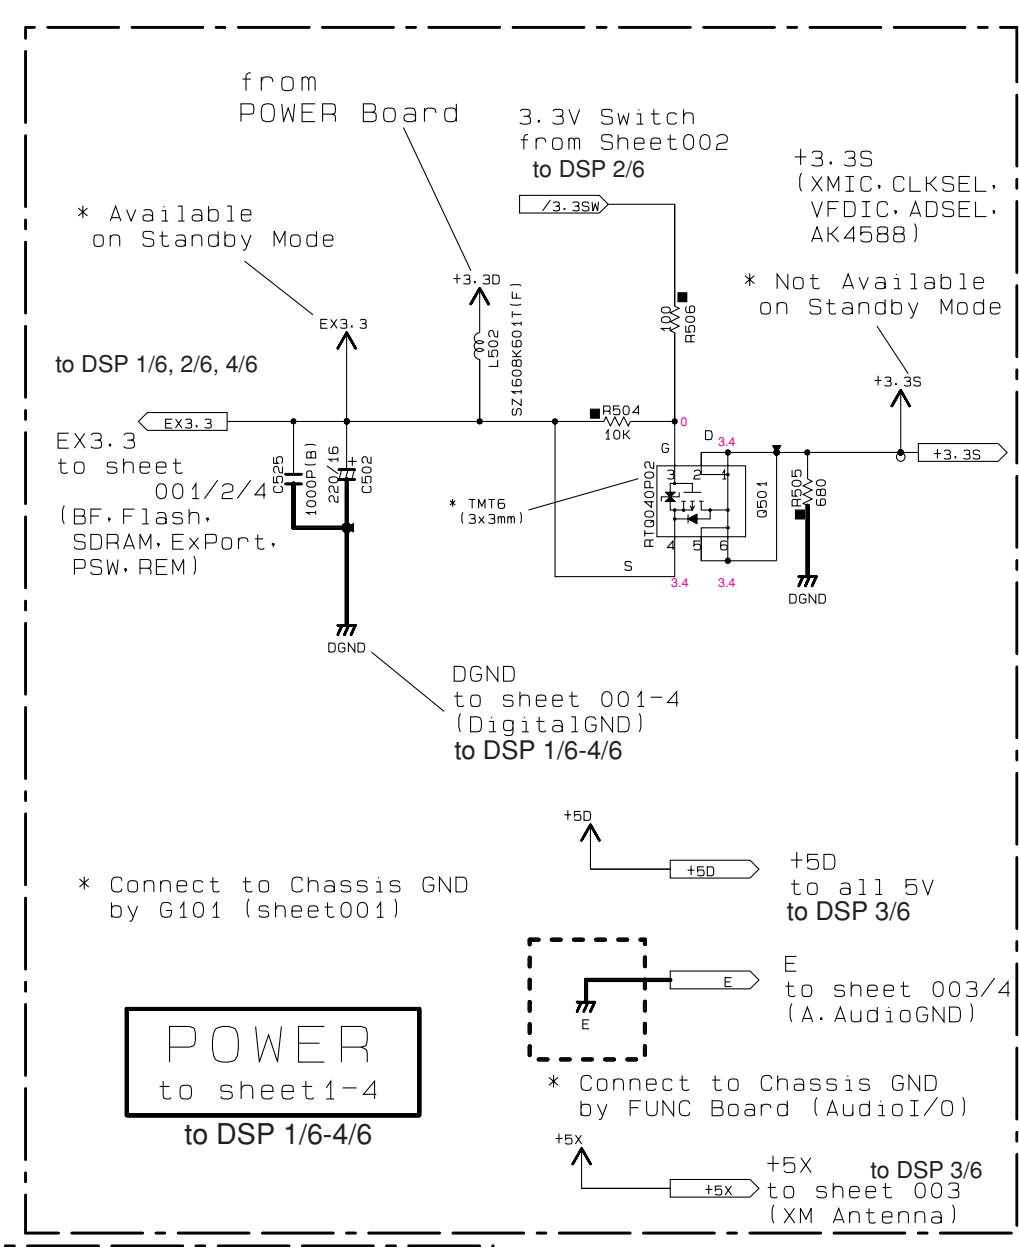 from
POWER Board
3.3V Switch
from Sheet002
to DSP 2/6
/3.3SW
+3.3S
(XMIC, CLKSEL,
VFDIC, ADSEL,
AK4588)
* Available
on Standby Mode
* Not Available
on Standby Mode
+3.3D
EX3.3
L502
SZ1608K601T(F)
100
R506
to DSP 1/6, 2/6, 4/6
+3.3S
EX3.3
R504
10K
0
G
D
3.4
+3.3S
EX3.3
to sheet
001/2/4
(BF, Flash,
SDRAM, ExPort,
PSW, REM)
C525
1000P(B)
220/16
+
C502
* TMT6
(3x3mm)
RTQ040P02
3
2
1
4
5
6
Q501
R505
680
S
3.4
3.4
DGND
DGND
DGND
to sheet 001-4
(DigitalGND)
to DSP 1/6-4/6
+5D
+5D
+5D
to all 5V
to DSP 3/6
* Connect to Chassis GND
by G101 (sheet001)
E
E
E
to sheet 003/4
(A.AudioGND)
POWER
to sheet1-4
to DSP 1/6-4/6
* Connect to Chassis GND
by FUNC Board (AudioI/O)
+5X
+5X
+5X
to DSP 3/6
to sheet 003
(XM Antenna)